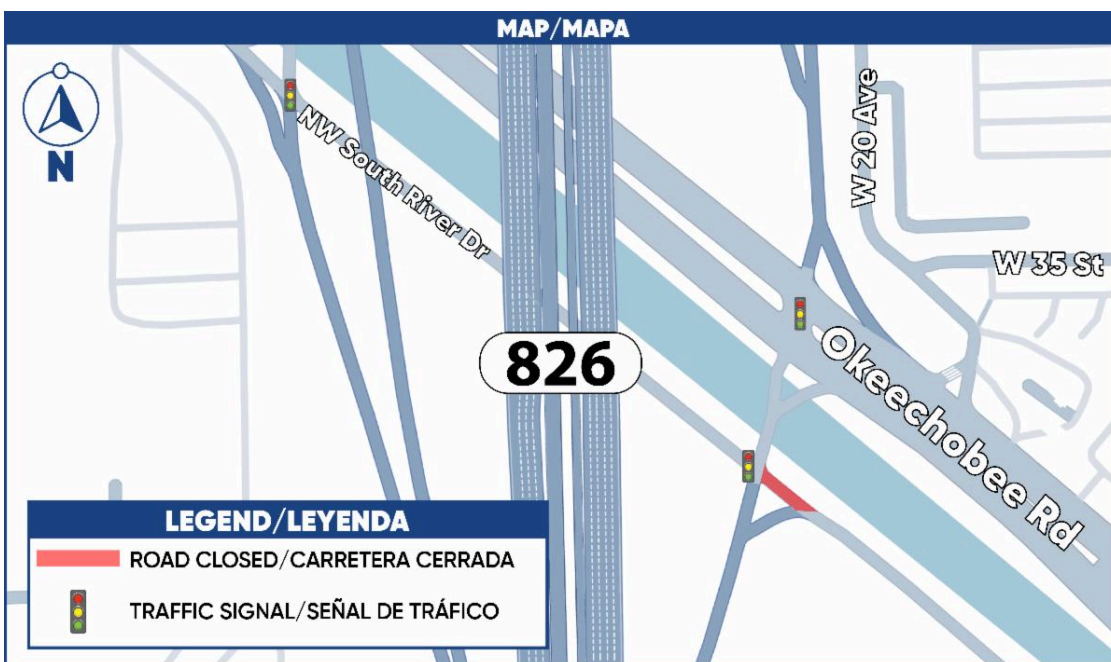 MAP/MAPA
N
NW South River Dr
W 20 Ave
W 35 St
826
Okeechobee Rd
LEGEND/LEYENDA
ROAD CLOSED/CARRETERA CERRADA
TRAFFIC SIGNAL/SEÑAL DE TRÁFICO